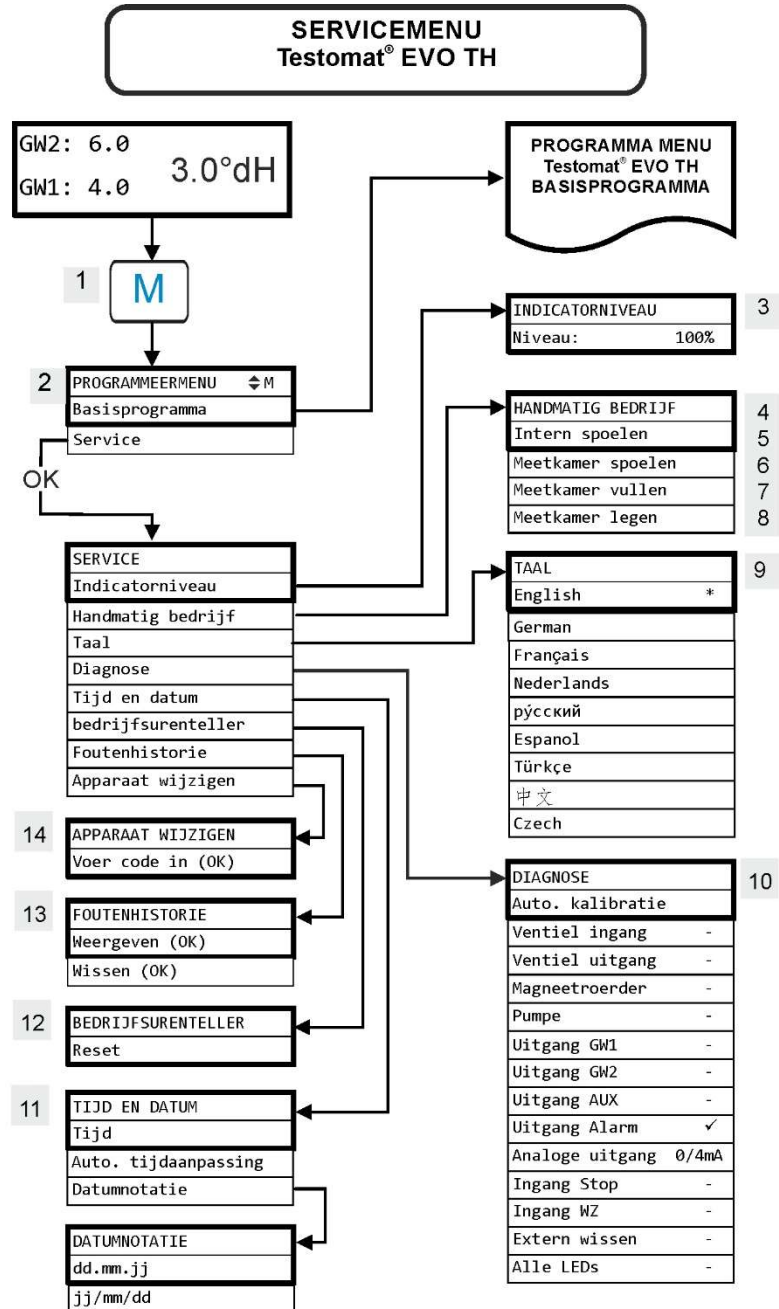 SERVICEMENU
Testomat® EVO TH
GW2: 6.0
GW1: 4.0
3.0°dH
PROGRAMMA MENU
Testomat® EVO TH
BASISPROGRAMMA
1
M
2
PROGRAMMEERMENU M
Basisprogramma
Service
OK
SERVICE
Indicatorniveau
Handmatig bedrijf
Taal
Diagnose
Tijd en datum
bedrijfsurenteller
Foutenhistorie
Apparaat wijzigen
14
APPARAAT WIJZIGEN
Voer code in (OK)
13
FOUTENHISTORIE
Weergeven (OK)
Wissen (OK)
12
BEDRIJFSURENTELLER
Reset
11
TIJD EN DATUM
Tijd
Auto. tijdaanpassing
Datumnotatie
DATUMNOTATIE
dd.mm.jj
jj/mm/dd
INDICATORNIVEAU 3
Niveau: 100%
HANDMATIG BEDRIJF 4
Intern spoelen 5
Meetkamer spoelen 6
Meetkamer vullen 7
Meetkamer legen 8
TAAL 9
English *
German
Français
Nederlands
ру́сский
Espanol
Türkçe
中文
Czech
DIAGNOSE 10
Auto. kalibratie
Ventiel ingang -
Ventiel uitgang -
Magneetroerder -
Pumpe -
Uitgang GW1 -
Uitgang GW2 -
Uitgang AUX -
Uitgang Alarm ✓
Analoge uitgang 0/4mA
Ingang Stop -
Ingang WZ -
Extern wissen -
Alle LEDs -